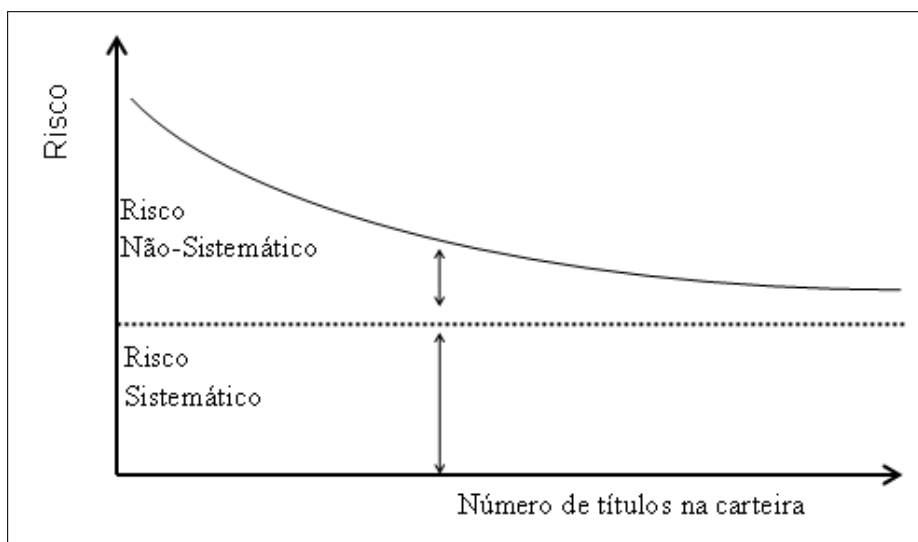 Risco
Risco
Não-Sistemático
Risco
Sistemático
Número de títulos na carteira